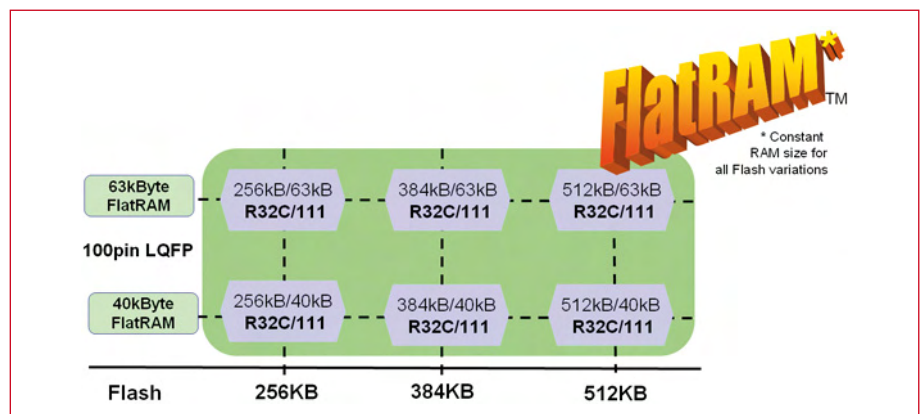 FlatRAM*
TM
* Constant
RAM size for
all Flash variations
63kByte
FlatRAM
256kB/63kB
R32C/111
384kB/63kB
R32C/111
512kB/63kB
R32C/111
100pin LQFP
40kByte
FlatRAM
256kB/40kB
R32C/111
384kB/40kB
R32C/111
512kB/40kB
R32C/111
Flash 256KB 384KB 512KB